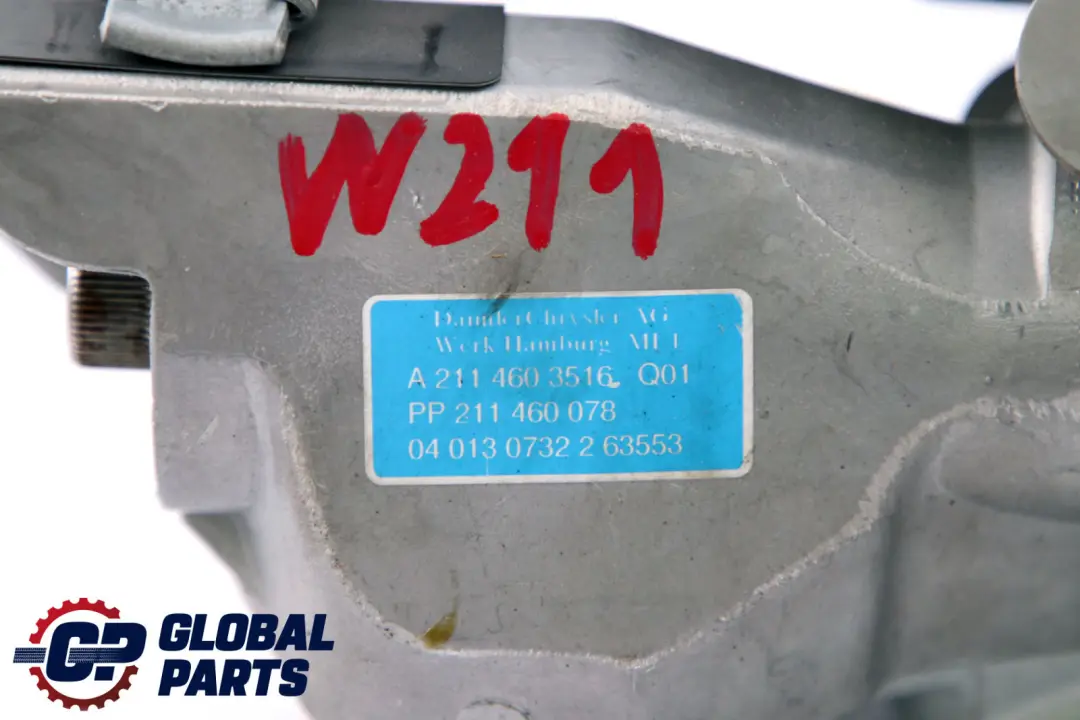 W211
DaimlerChrysler AG
Werk Hamburg
A 211 460 3516 Q01
PP 211 460 078
04 013 0732 2 63553
GP GLOBAL
PARTS